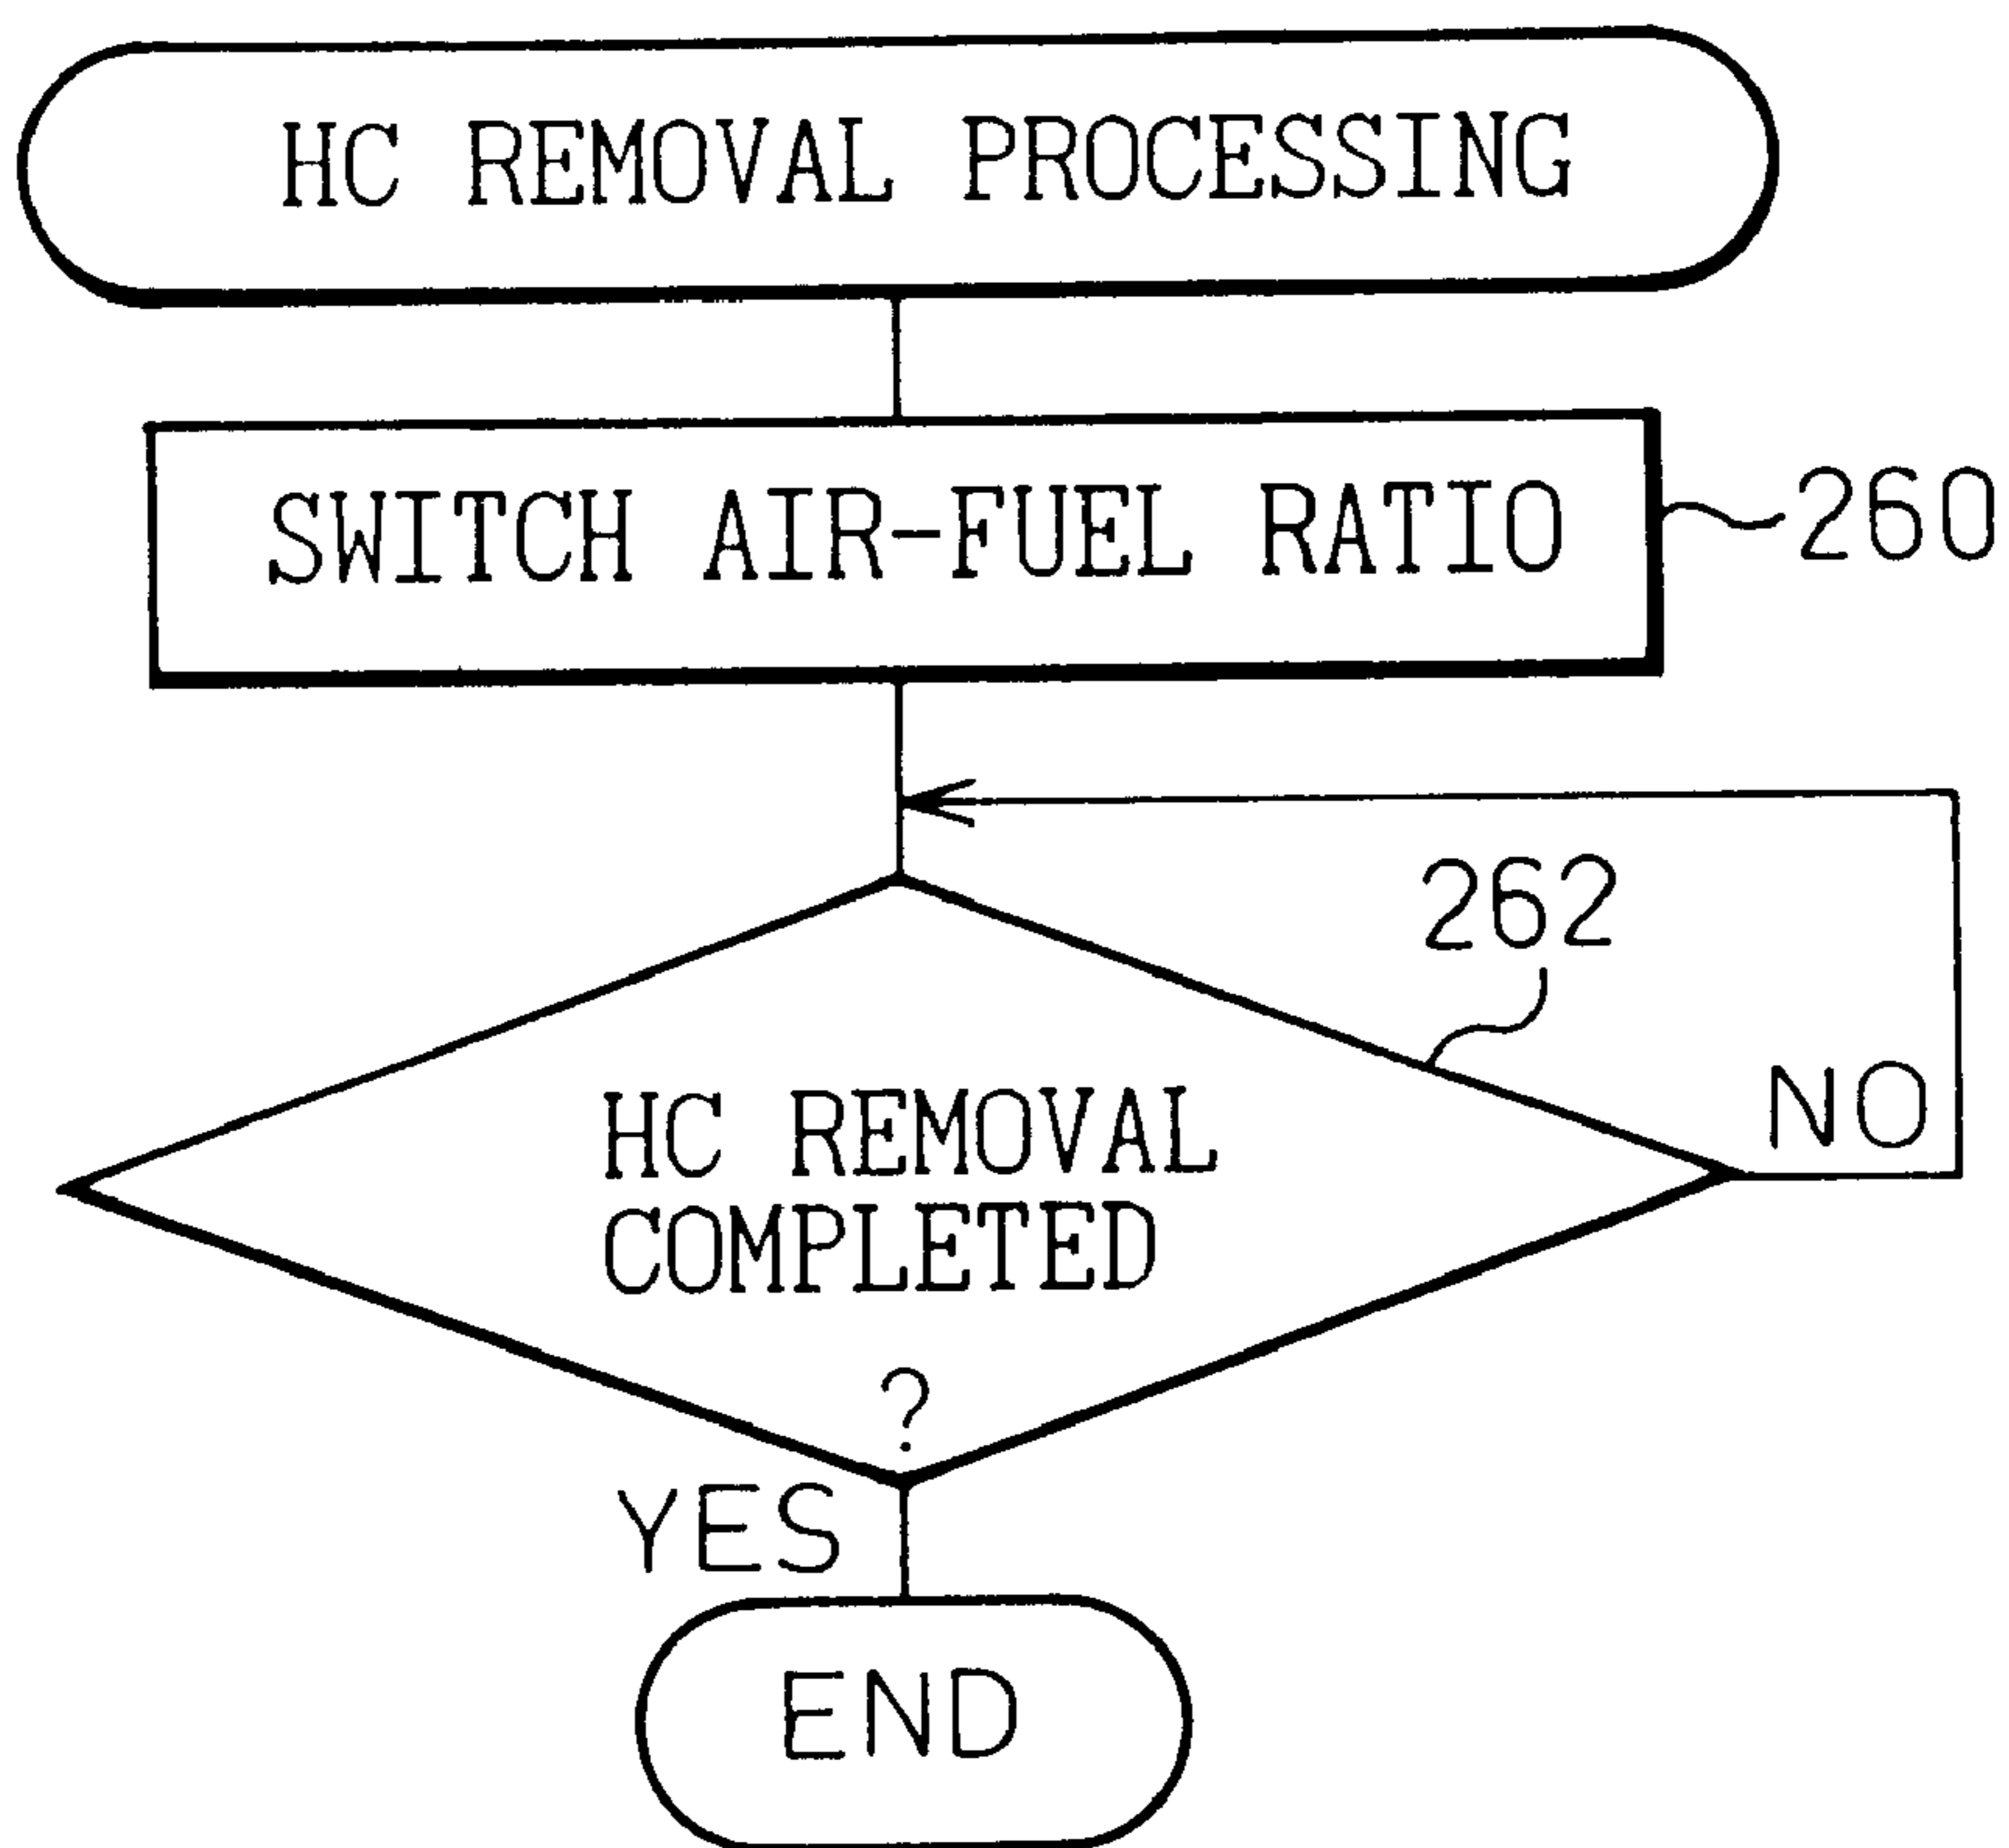 HC REMOVAL PROCESSING
SWITCH AIR-FUEL RATIO
260
262
NO
HC REMOVAL
COMPLETED
?
YES
END